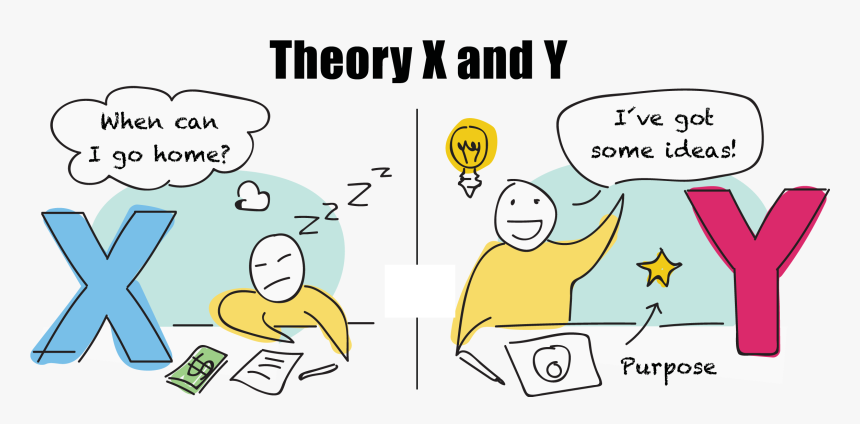 Theory X and Y
When can
I go home?
z z z z z
X
$
I´ve got
some ideas!
Y
Purpose